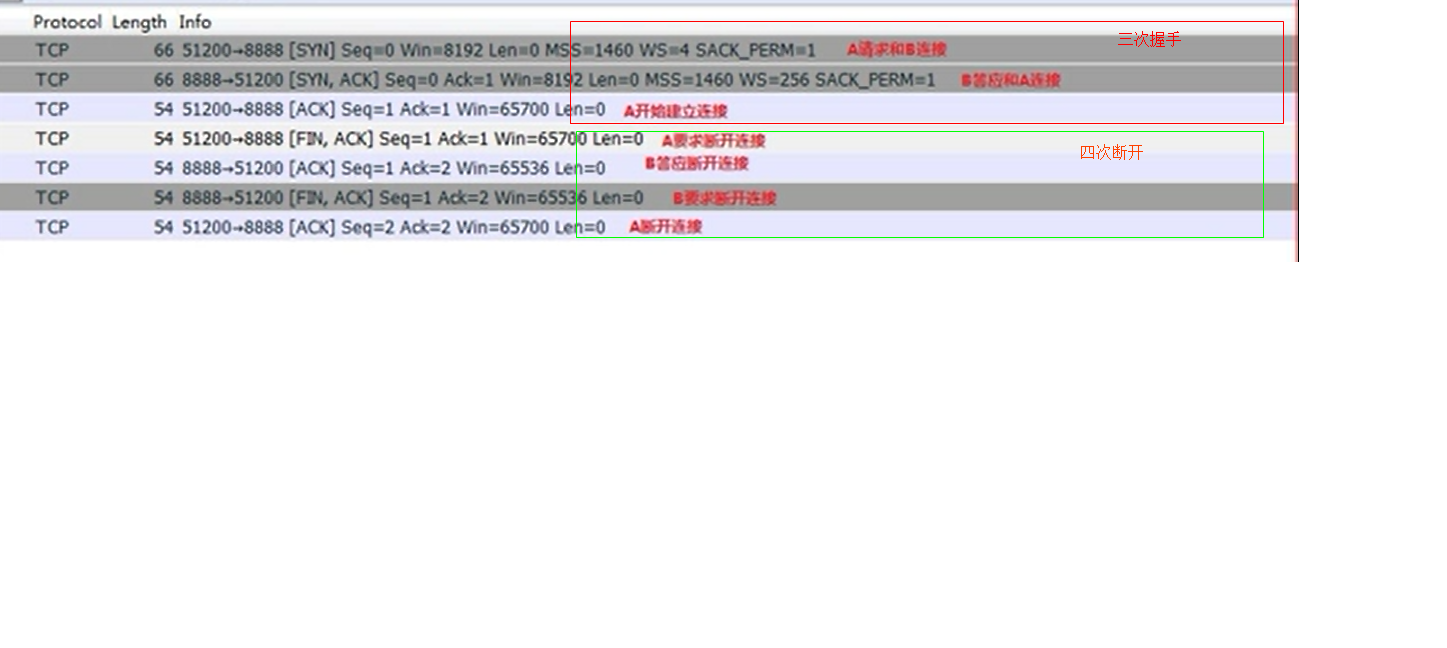 Protocol Length Info
三次握手
TCP 66 51200→8888 [SYN] Seq=0 Win=8192 Len=0 MSS=1460 WS=4 SACK_PERM=1 A请求和B连接
TCP 66 8888→51200 [SYN, ACK] Seq=0 Ack=1 Win=8192 Len=0 MSS=1460 WS=256 SACK_PERM=1 B答应和A连接
TCP 54 51200→8888 [ACK] Seq=1 Ack=1 Win=65700 Len=0 A开始建立连接
TCP 54 51200→8888 [FIN, ACK] Seq=1 Ack=1 Win=65700 Len=0 A要求断开连接
四次断开
TCP 54 8888→51200 [ACK] Seq=1 Ack=2 Win=65536 Len=0 B答应断开连接
TCP 54 8888→51200 [FIN, ACK] Seq=1 Ack=2 Win=65536 Len=0 B要求断开连接
TCP 54 51200→8888 [ACK] Seq=2 Ack=2 Win=65700 Len=0 A断开连接